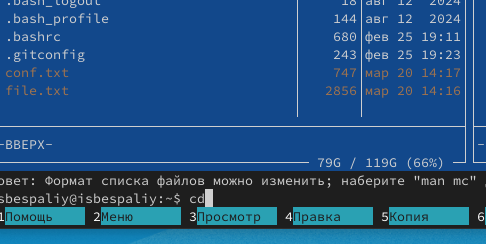 .bash_logout 18 авг 12 2024
.bash_profile 144 авг 12 2024
.bashrc 680 фев 25 19:11
.gitconfig 243 фев 25 19:23
conf.txt 747 мар 20 14:17
file.txt 2856 мар 20 14:16
-ВВЕРХ-
79G / 119G (66%)
овет: Формат списка файлов можно изменить; наберите "man mc"
sbespaliy@isbespaliy:~$ cd
1Помощь 2Меню 3Просмотр 4Правка 5Копия 6